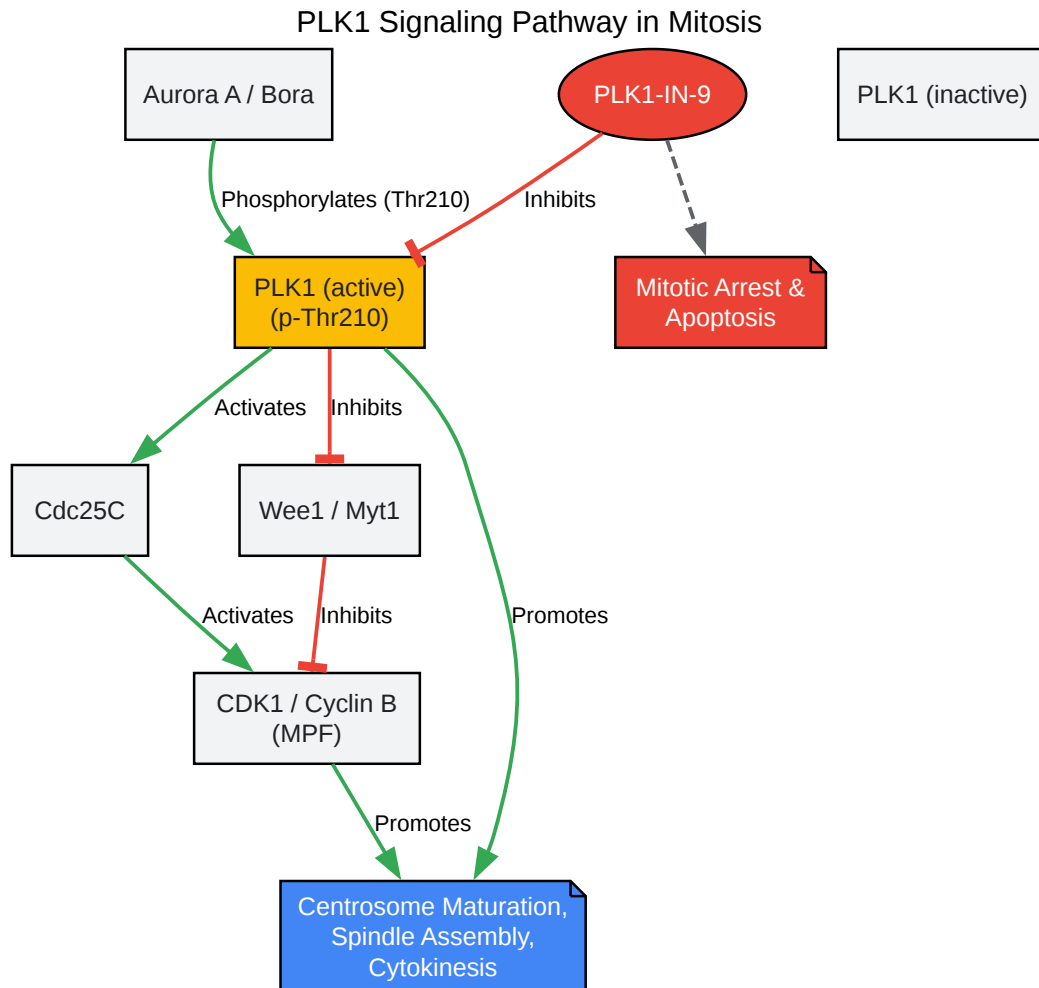 PLK1 Signaling Pathway in Mitosis
Aurora A / Bora
PLK1-IN-9
PLK1 (inactive)
Phosphorylates (Thr210)
Inhibits
PLK1 (active)
(p-Thr210)
Mitotic Arrest &
Apoptosis
Activates
Inhibits
Cdc25C
Wee1 / Myt1
Activates
Inhibits
Promotes
CDK1 / Cyclin B
(MPF)
Promotes
Centrosome Maturation,
Spindle Assembly,
Cytokinesis